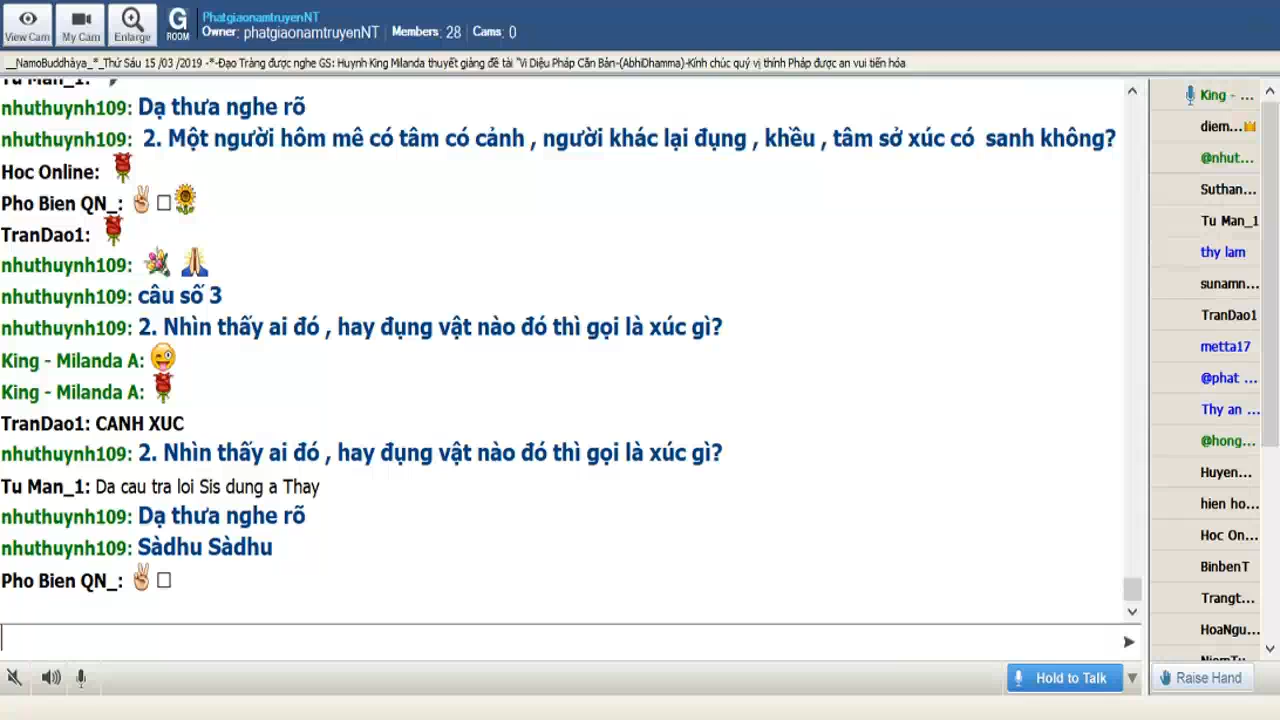 View Cam
My Cam
Enlarge
G
ROOM
PhatgiaonamtruyenNT
Owner: phatgiaonamtruyenNT Members: 28 Cams: 0
__NamoBuddhàya_*_Thứ Sáu 15 /03 /2019 -*-Đạo Tràng được nghe GS: Huynh King Milanda thuyết giảng đề tài "Vi Diệu Pháp Căn Bản-(AbhiDhamma)-Kính chúc quý vị thính Pháp được an vui tiến hóa
Tu Man_1:
nhuthuynh109: Dạ thưa nghe rõ
nhuthuynh109: 2. Một người hôm mê có tâm có cảnh , người khác lại đụng , khều , tâm sở xúc có sanh không?
Hoc Online:
Pho Bien QN_:
TranDao1:
nhuthuynh109:
nhuthuynh109: câu số 3
nhuthuynh109: 2. Nhìn thấy ai đó , hay đụng vật nào đó thì gọi là xúc gì?
King - Milanda A:
King - Milanda A:
TranDao1: CANH XUC
nhuthuynh109: 2. Nhìn thấy ai đó , hay đụng vật nào đó thì gọi là xúc gì?
Tu Man_1: Da cau tra loi Sis dung a Thay
nhuthuynh109: Dạ thưa nghe rõ
nhuthuynh109: Sàdhu Sàdhu
Pho Bien QN_:
King - ...
diem...
@nhut...
Suthan...
Tu Man_1
thy lam
sunamn...
TranDao1
metta17
@phat ...
Thy an ...
@hong...
Huyen...
hien ho...
Hoc On...
BinbenT
Trangt...
HoaNgu...
NiemTu...
Hold to Talk
Raise Hand